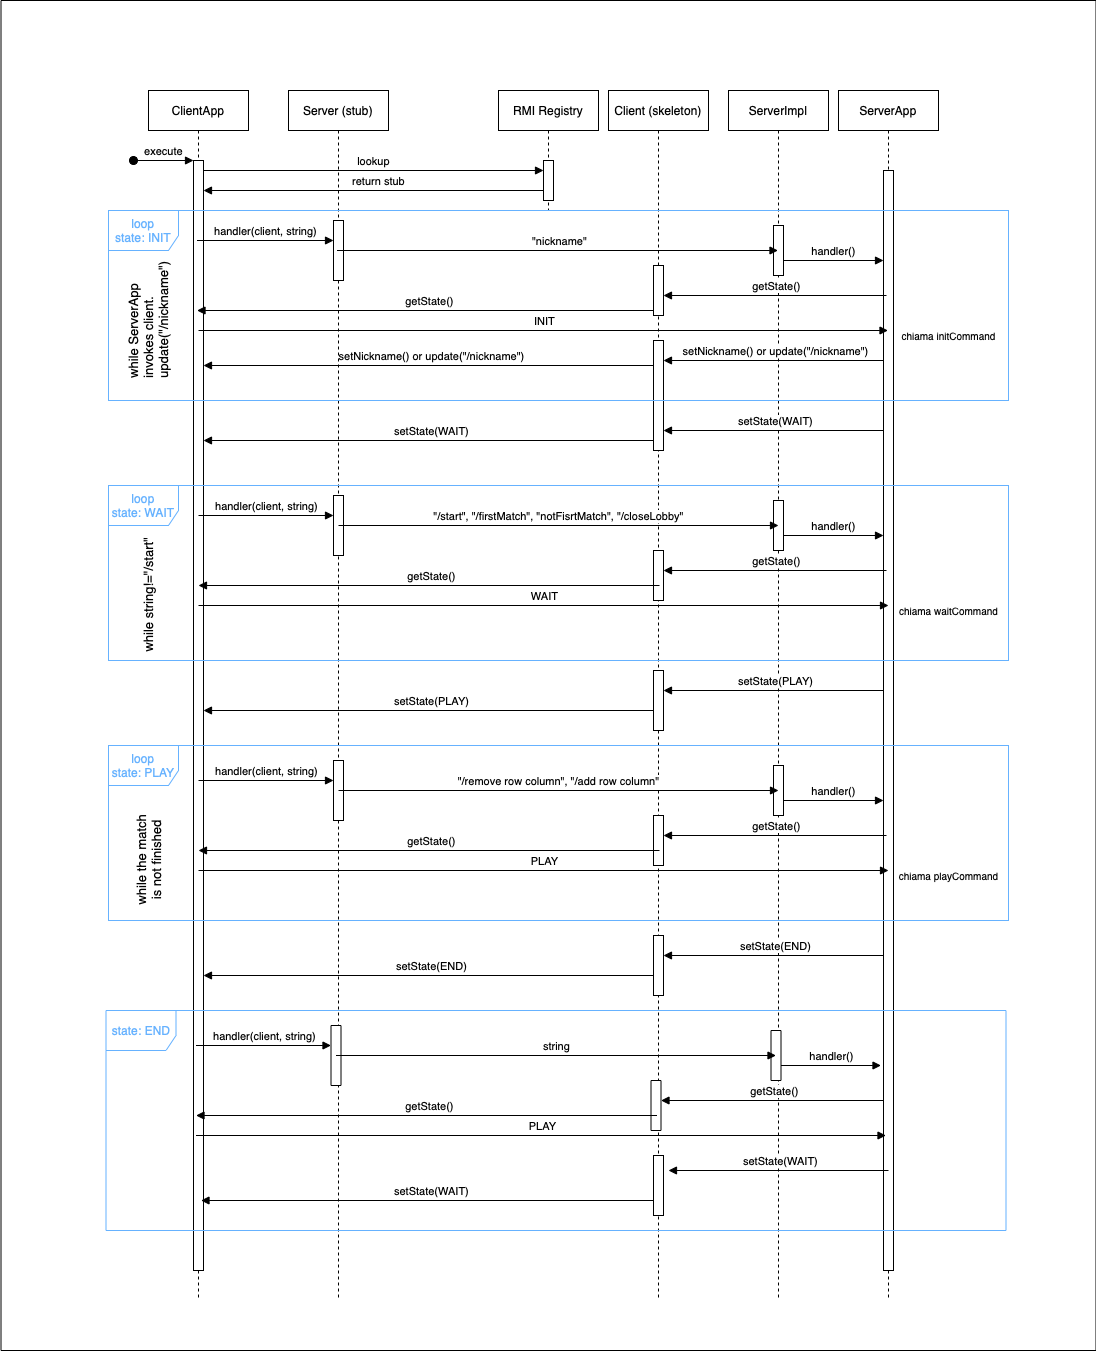 ClientApp
Server (stub)
RMI Registry
Client (skeleton)
ServerImpl
ServerApp
execute
lookup
return stub
loop
state: INIT
handler(client, string)
"nickname"
handler()
while ServerApp
invokes client.
update("/nickname")
getState()
getState()
INIT
chiama initCommand
setNickname() or update("/nickname")
setNickname() or update("/nickname")
setState(WAIT)
setState(WAIT)
loop
state: WAIT
handler(client, string)
"/start", "/firstMatch", "notFisrtMatch", "/closeLobby"
handler()
while string!="/start"
getState()
getState()
WAIT
chiama waitCommand
setState(PLAY)
setState(PLAY)
loop
state: PLAY
handler(client, string)
"/remove row column", "/add row column"
handler()
while the match
is not finished
getState()
getState()
PLAY
chiama playCommand
setState(END)
setState(END)
state: END
handler(client, string)
string
handler()
getState()
getState()
PLAY
setState(WAIT)
setState(WAIT)